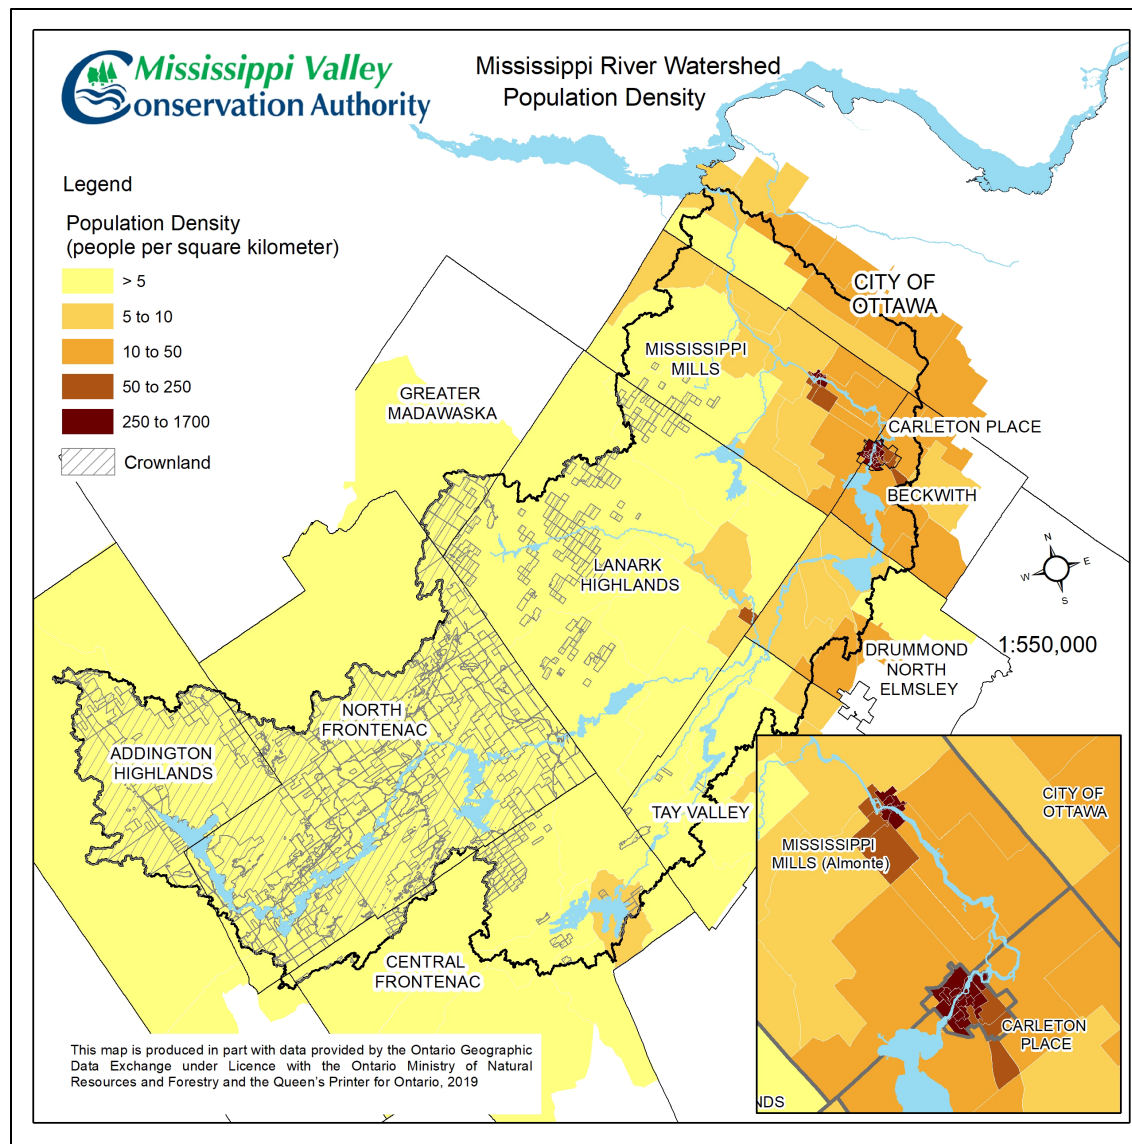 Mississippi Valley
Conservation Authority
Mississippi River Watershed
Population Density
Legend
Population Density
(people per square kilometer)
> 5
5 to 10
10 to 50
50 to 250
250 to 1700
Crownland
CITY OF
OTTAWA
MISSISSIPPI
MILLS
GREATER
MADAWASKA
CARLETON PLACE
BECKWITH
LANARK
HIGHLANDS
N
W
E
S
1:550,000
DRUMMOND
NORTH
ELMSLEY
NORTH
FRONTENAC
ADDINGTON
HIGHLANDS
TAY VALLEY
CENTRAL
FRONTENAC
CITY OF
OTTAWA
MISSISSIPPI
MILLS (Almonte)
CARLETON
PLACE
NDS
This map is produced in part with data provided by the Ontario Geographic
Data Exchange under Licence with the Ontario Ministry of Natural
Resources and Forestry and the Queen's Printer for Ontario, 2019